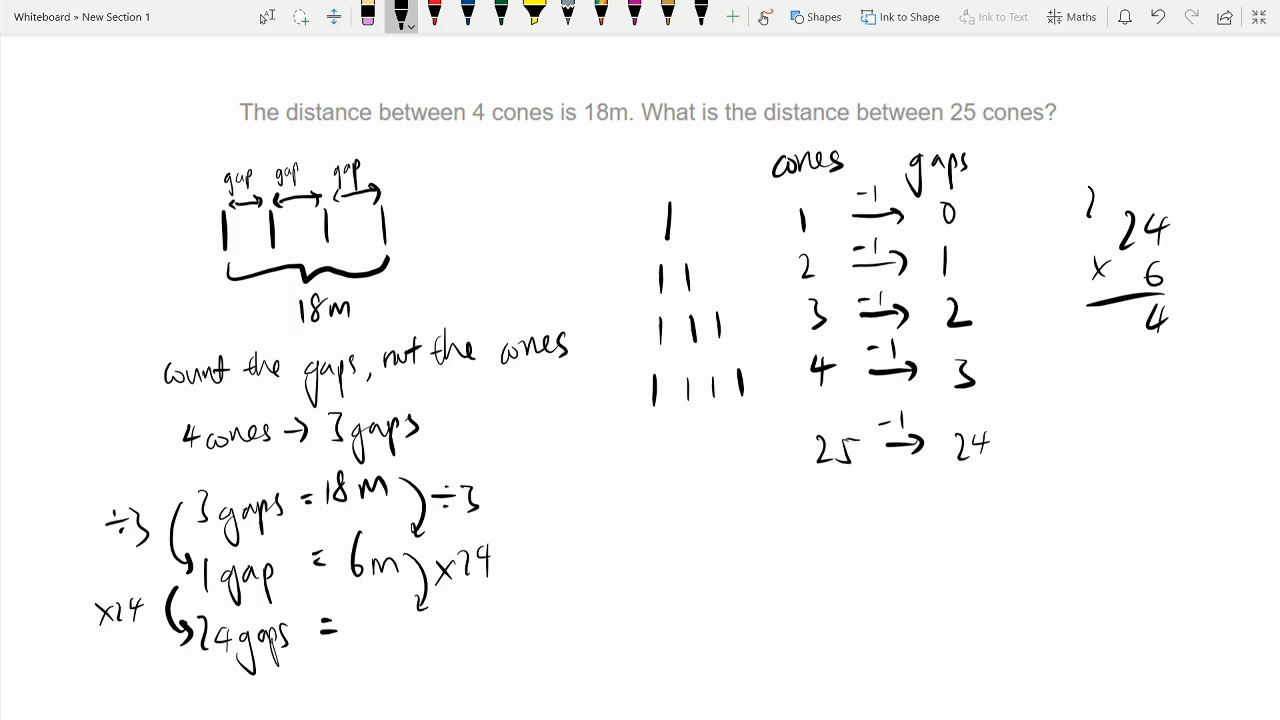 Whiteboard » New Section 1
Shapes Ink to Shape Ink to Text Maths
The distance between 4 cones is 18m. What is the distance between 25 cones?
gap gap gap
18m
count the gaps, not the cones
4 cones → 3 gaps
÷3 3 gaps = 18m ÷3
1 gap = 6m ×24
×24 24 gaps =
cones gaps
1 -1→ 0
2 -1→ 1
3 -1→ 2
4 -1→ 3
25 -1→ 24
2
24
× 6
4